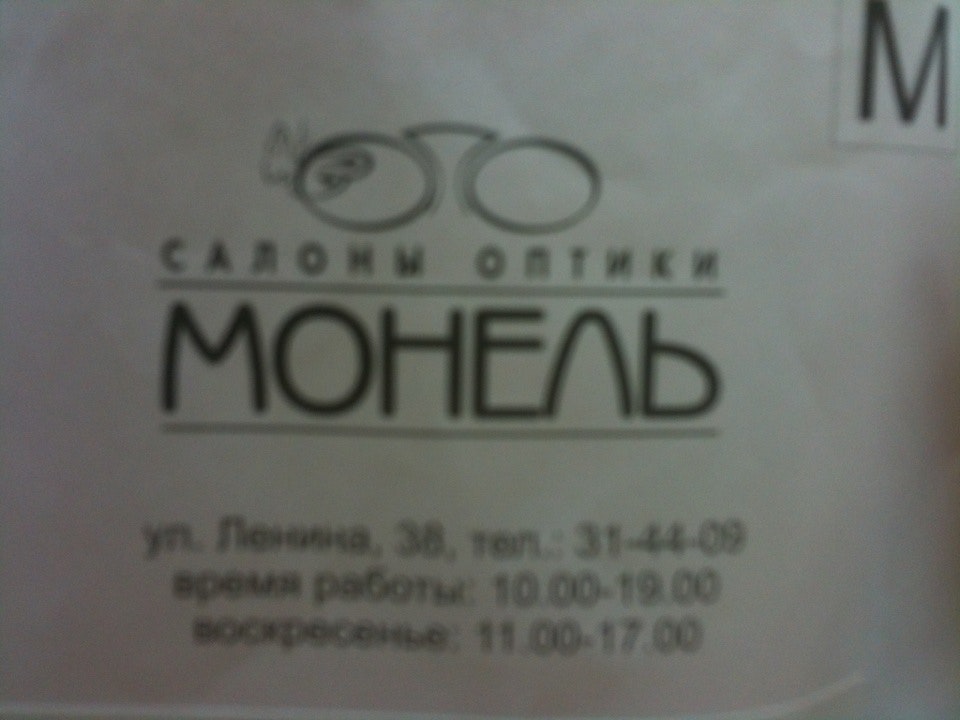 М
САЛОНЫ ОПТИКИ
МОНЕЛЬ
ул. Ленина, 38, тел.: 31-44-09
время работы: 10.00-19.00
воскресенье: 11.00-17.00